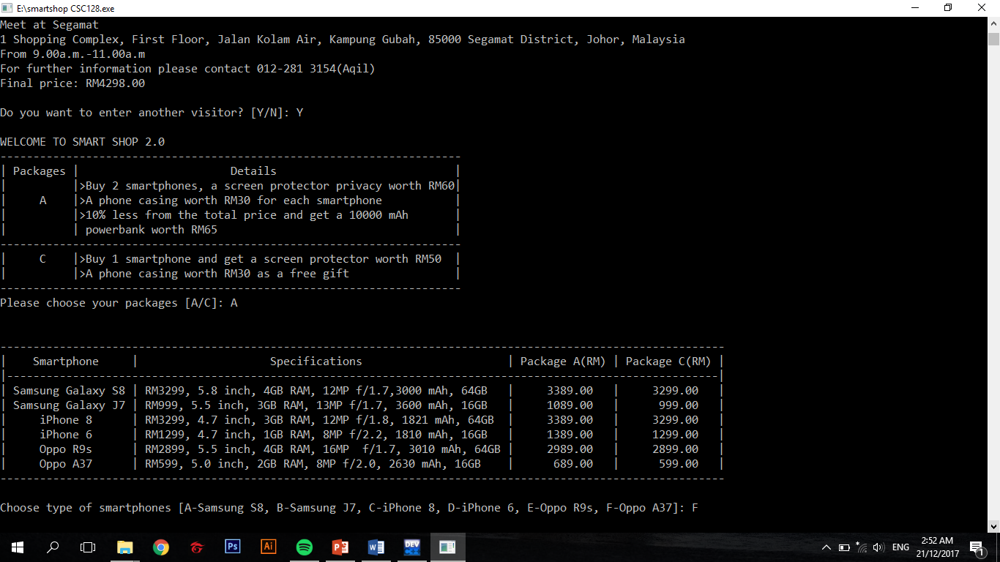 E:\smartshop CSC128.exe
Meet at Segamat
1 Shopping Complex, First Floor, Jalan Kolam Air, Kampung Gubah, 85000 Segamat District, Johor, Malaysia
From 9.00a.m.-11.00a.m
For further information please contact 012-281 3154(Aqil)
Final price: RM4298.00
Do you want to enter another visitor? [Y/N]: Y
WELCOME TO SMART SHOP 2.0
----------------------------------------------------------------------
| Packages |                       Details                           |
|          |>Buy 2 smartphones, a screen protector privacy worth RM60|
|     A    |>A phone casing worth RM30 for each smartphone           |
|          |>10% less from the total price and get a 10000 mAh       |
|          | powerbank worth RM65                                    |
----------------------------------------------------------------------
|     C    |>Buy 1 smartphone and get a screen protector worth RM50  |
|          |>A phone casing worth RM30 as a free gift                |
----------------------------------------------------------------------
Please choose your packages [A/C]: A
--------------------------------------------------------------------------------------------------------------
|    Smartphone     |                    Specifications                      | Package A(RM) | Package C(RM) |
|------------------------------------------------------------------------------------------------------------|
| Samsung Galaxy S8 | RM3299, 5.8 inch, 4GB RAM, 12MP f/1.7,3000 mAh, 64GB   |     3389.00   |     3299.00   |
| Samsung Galaxy J7 | RM999, 5.5 inch, 3GB RAM, 13MP f/1.7, 3600 mAh, 16GB   |     1089.00   |      999.00   |
|     iPhone 8      | RM3299, 4.7 inch, 3GB RAM, 12MP f/1.8, 1821 mAh, 64GB  |     3389.00   |     3299.00   |
|     iPhone 6      | RM1299, 4.7 inch, 1GB RAM, 8MP f/2.2, 1810 mAh, 16GB   |     1389.00   |     1299.00   |
|     Oppo R9s      | RM2899, 5.5 inch, 4GB RAM, 16MP  f/1.7, 3010 mAh, 64GB |     2989.00   |     2899.00   |
|     Oppo A37      | RM599, 5.0 inch, 2GB RAM, 8MP f/2.0, 2630 mAh, 16GB    |      689.00   |      599.00   |
--------------------------------------------------------------------------------------------------------------
Choose type of smartphones [A-Samsung S8, B-Samsung J7, C-iPhone 8, D-iPhone 6, E-Oppo R9s, F-Oppo A37]: F
Ps Ai DEV ENG 2:52 AM
21/12/2017 1